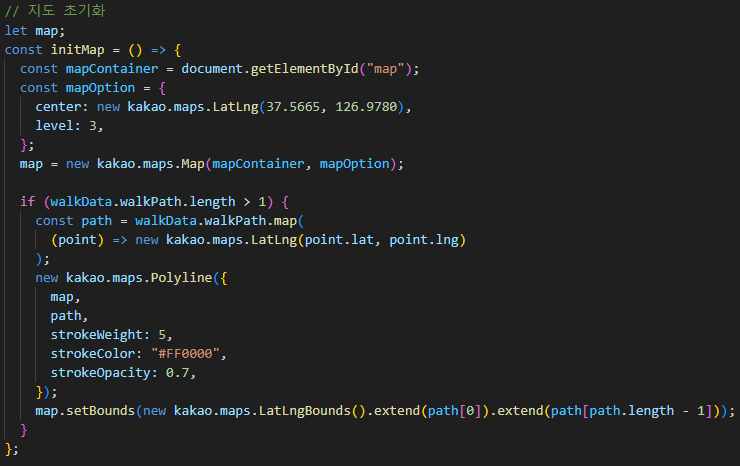 // 지도 초기화
let map;
const initMap = () => {
  const mapContainer = document.getElementById("map");
  const mapOption = {
    center: new kakao.maps.LatLng(37.5665, 126.9780),
    level: 3,
  };
  map = new kakao.maps.Map(mapContainer, mapOption);

  if (walkData.walkPath.length > 1) {
    const path = walkData.walkPath.map(
      (point) => new kakao.maps.LatLng(point.lat, point.lng)
    );
    new kakao.maps.Polyline({
      map,
      path,
      strokeWeight: 5,
      strokeColor: "#FF0000",
      strokeOpacity: 0.7,
    });
    map.setBounds(new kakao.maps.LatLngBounds().extend(path[0]).extend(path[path.length - 1]));
  }
};